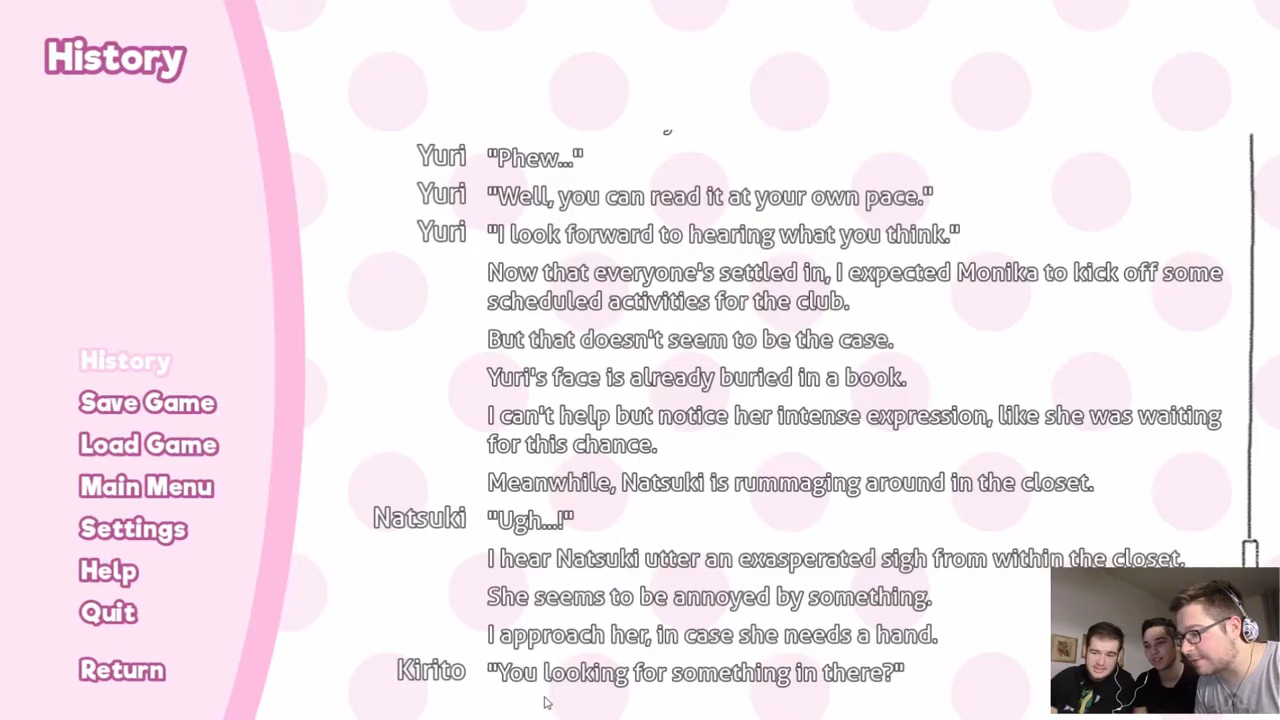 History
Yuri "Phew..."
Yuri "Well, you can read it at your own pace."
Yuri "I look forward to hearing what you think."
Now that everyone's settled in, I expected Monika to kick off some
scheduled activities for the club.
But that doesn't seem to be the case.
Yuri's face is already buried in a book.
I can't help but notice her intense expression, like she was waiting
for this chance.
Meanwhile, Natsuki is rummaging around in the closet.
Natsuki "Ugh...!"
I hear Natsuki utter an exasperated sigh from within the closet.
She seems to be annoyed by something.
I approach her, in case she needs a hand.
Kirito "You looking for something in there?"
History
Save Game
Load Game
Main Menu
Settings
Help
Quit
Return